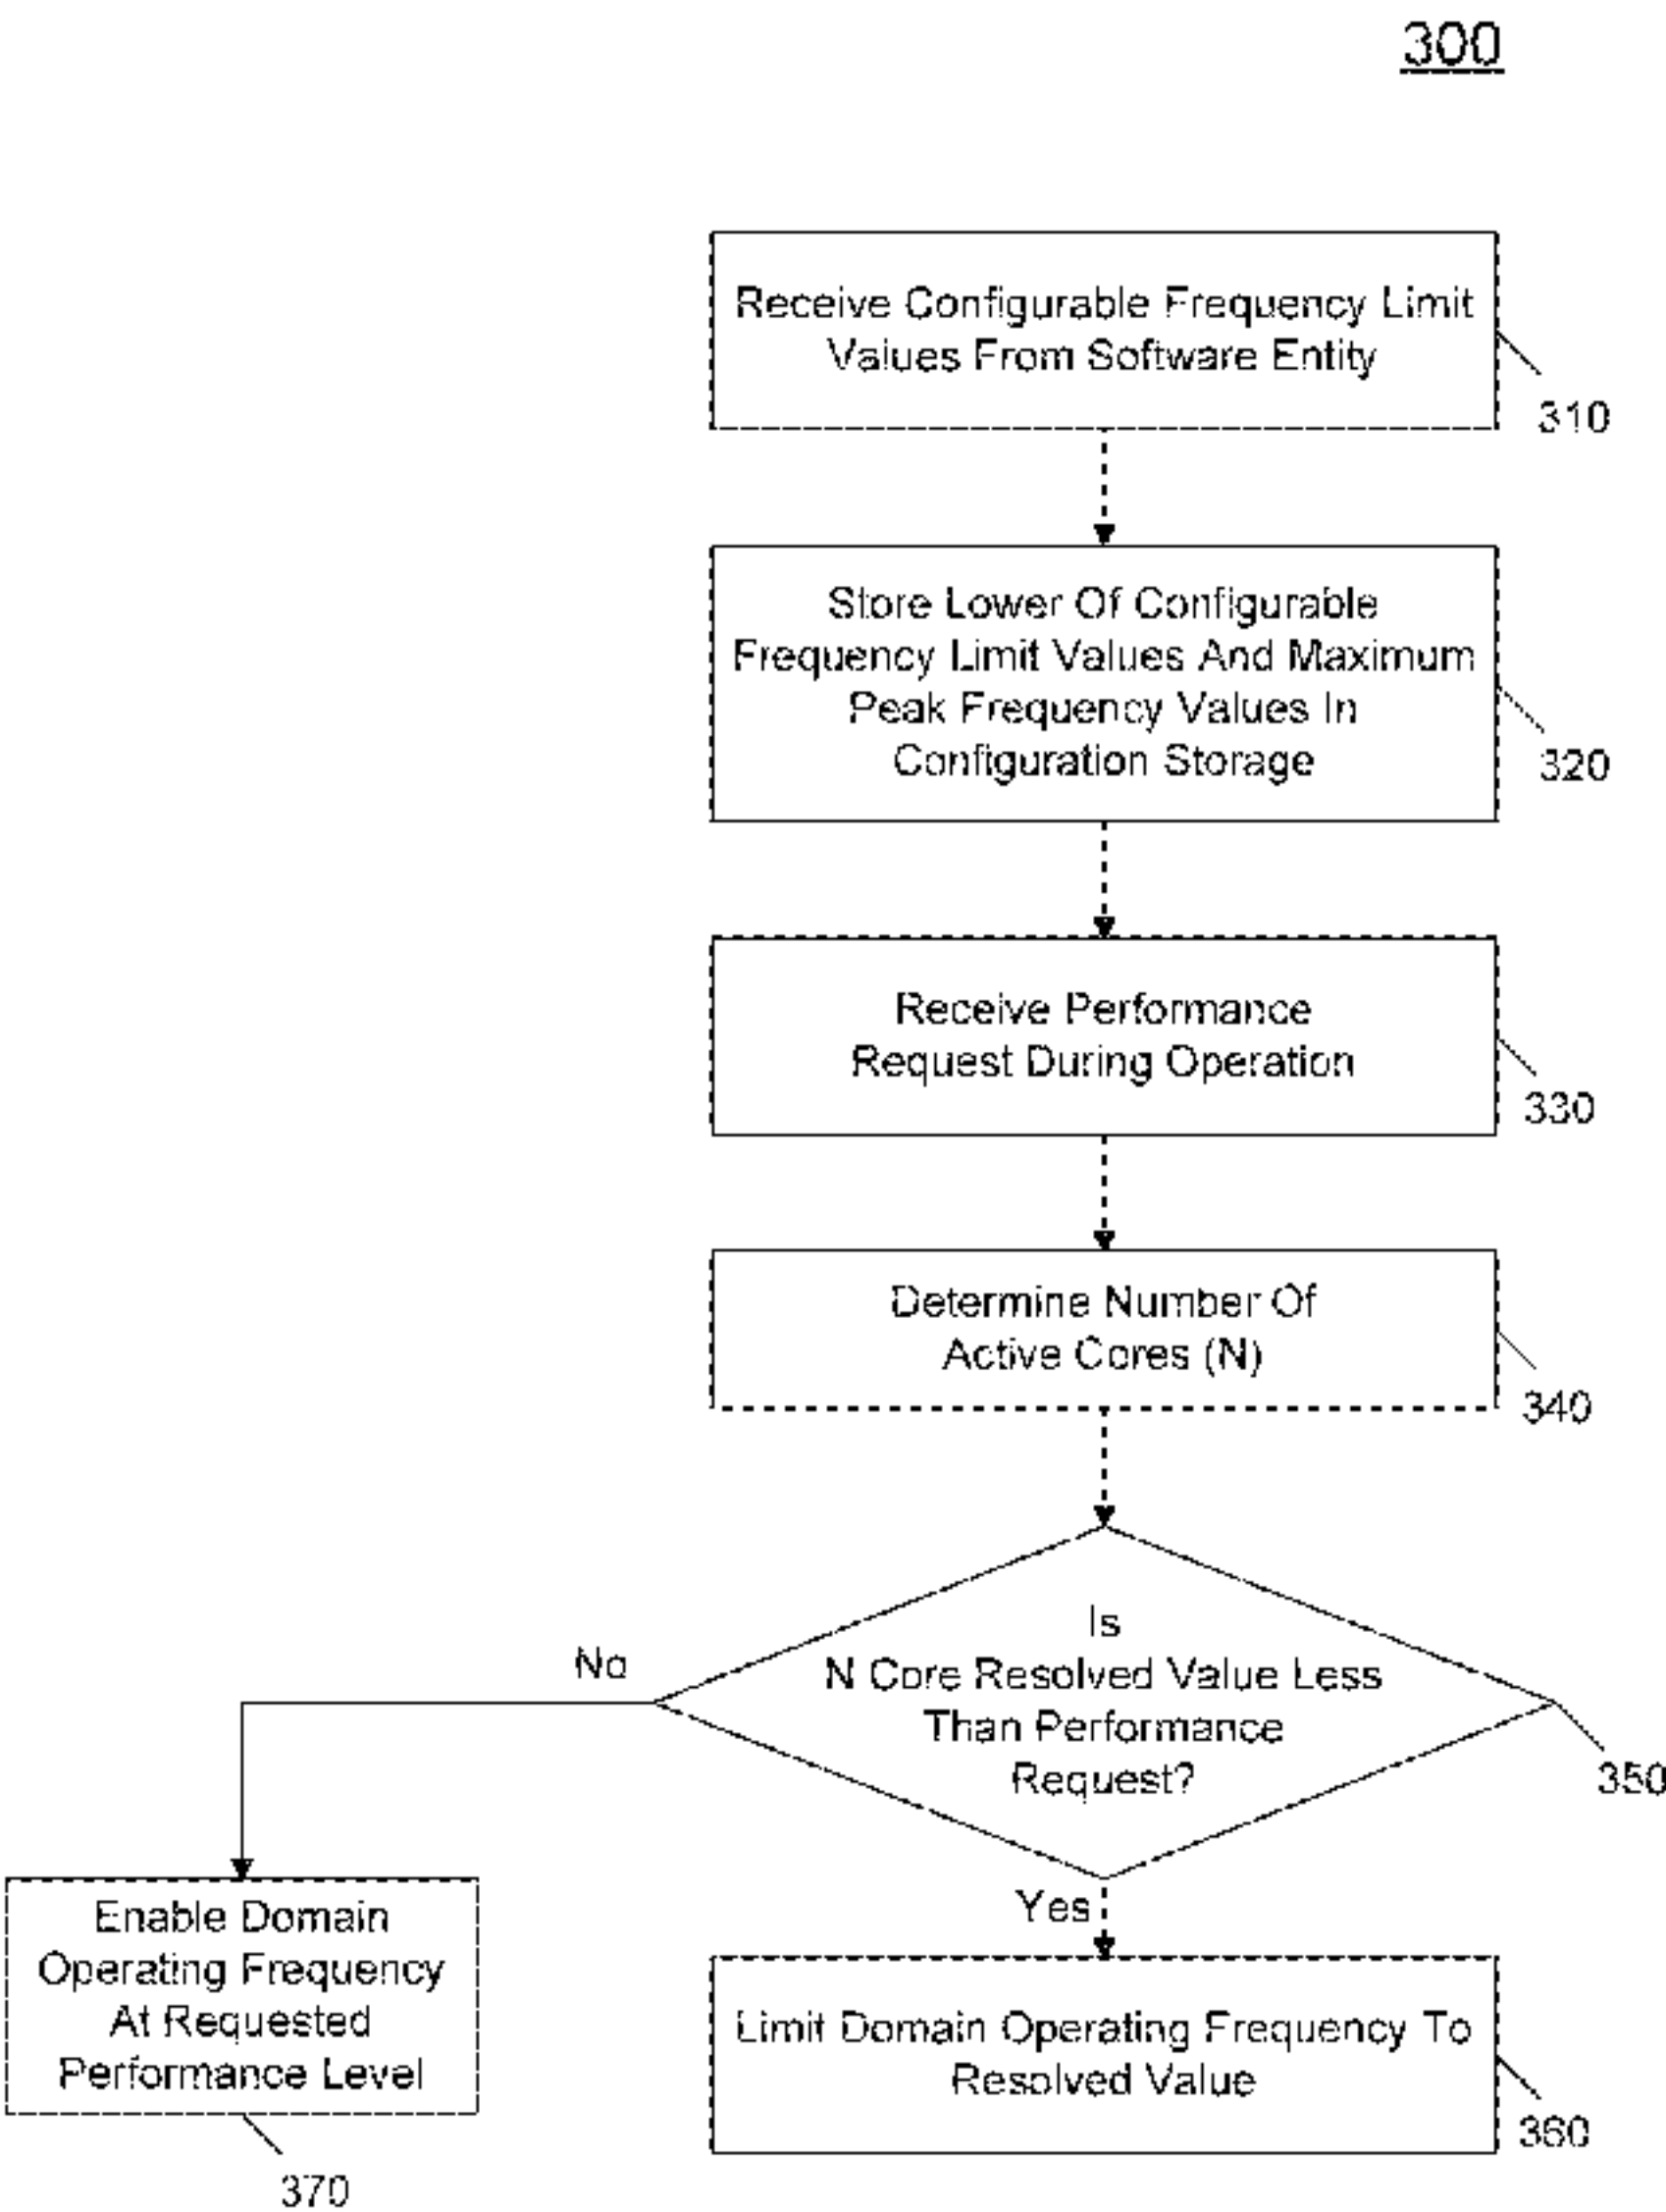 300
Receive Configurable Frequency Limit
Values From Software Entity
310
Store Lower Of Configurable
Frequency Limit Values And Maximum
Peak Frequency Values In
Configuration Storage
320
Receive Performance
Request During Operation
330
Determine Number Of
Active Cores (N)
340
Is
N Core Resolved Value Less
Than Performance
Request?
350
No
Yes
Enable Domain
Operating Frequency
At Requested
Performance Level
370
Limit Domain Operating Frequency To
Resolved Value
360